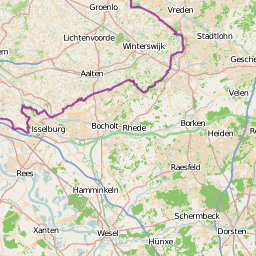 Groenlo
Vreden
Lichtenvoorde
Stadtlohn
Winterswijk
Gesche
Aalten
Velen
Isselburg
Bocholt
Rhede
Borken
Heiden
Rees
Raesfeld
Hamminkeln
Schermbeck
Xanten
Wesel
Dorsten
Hünxe